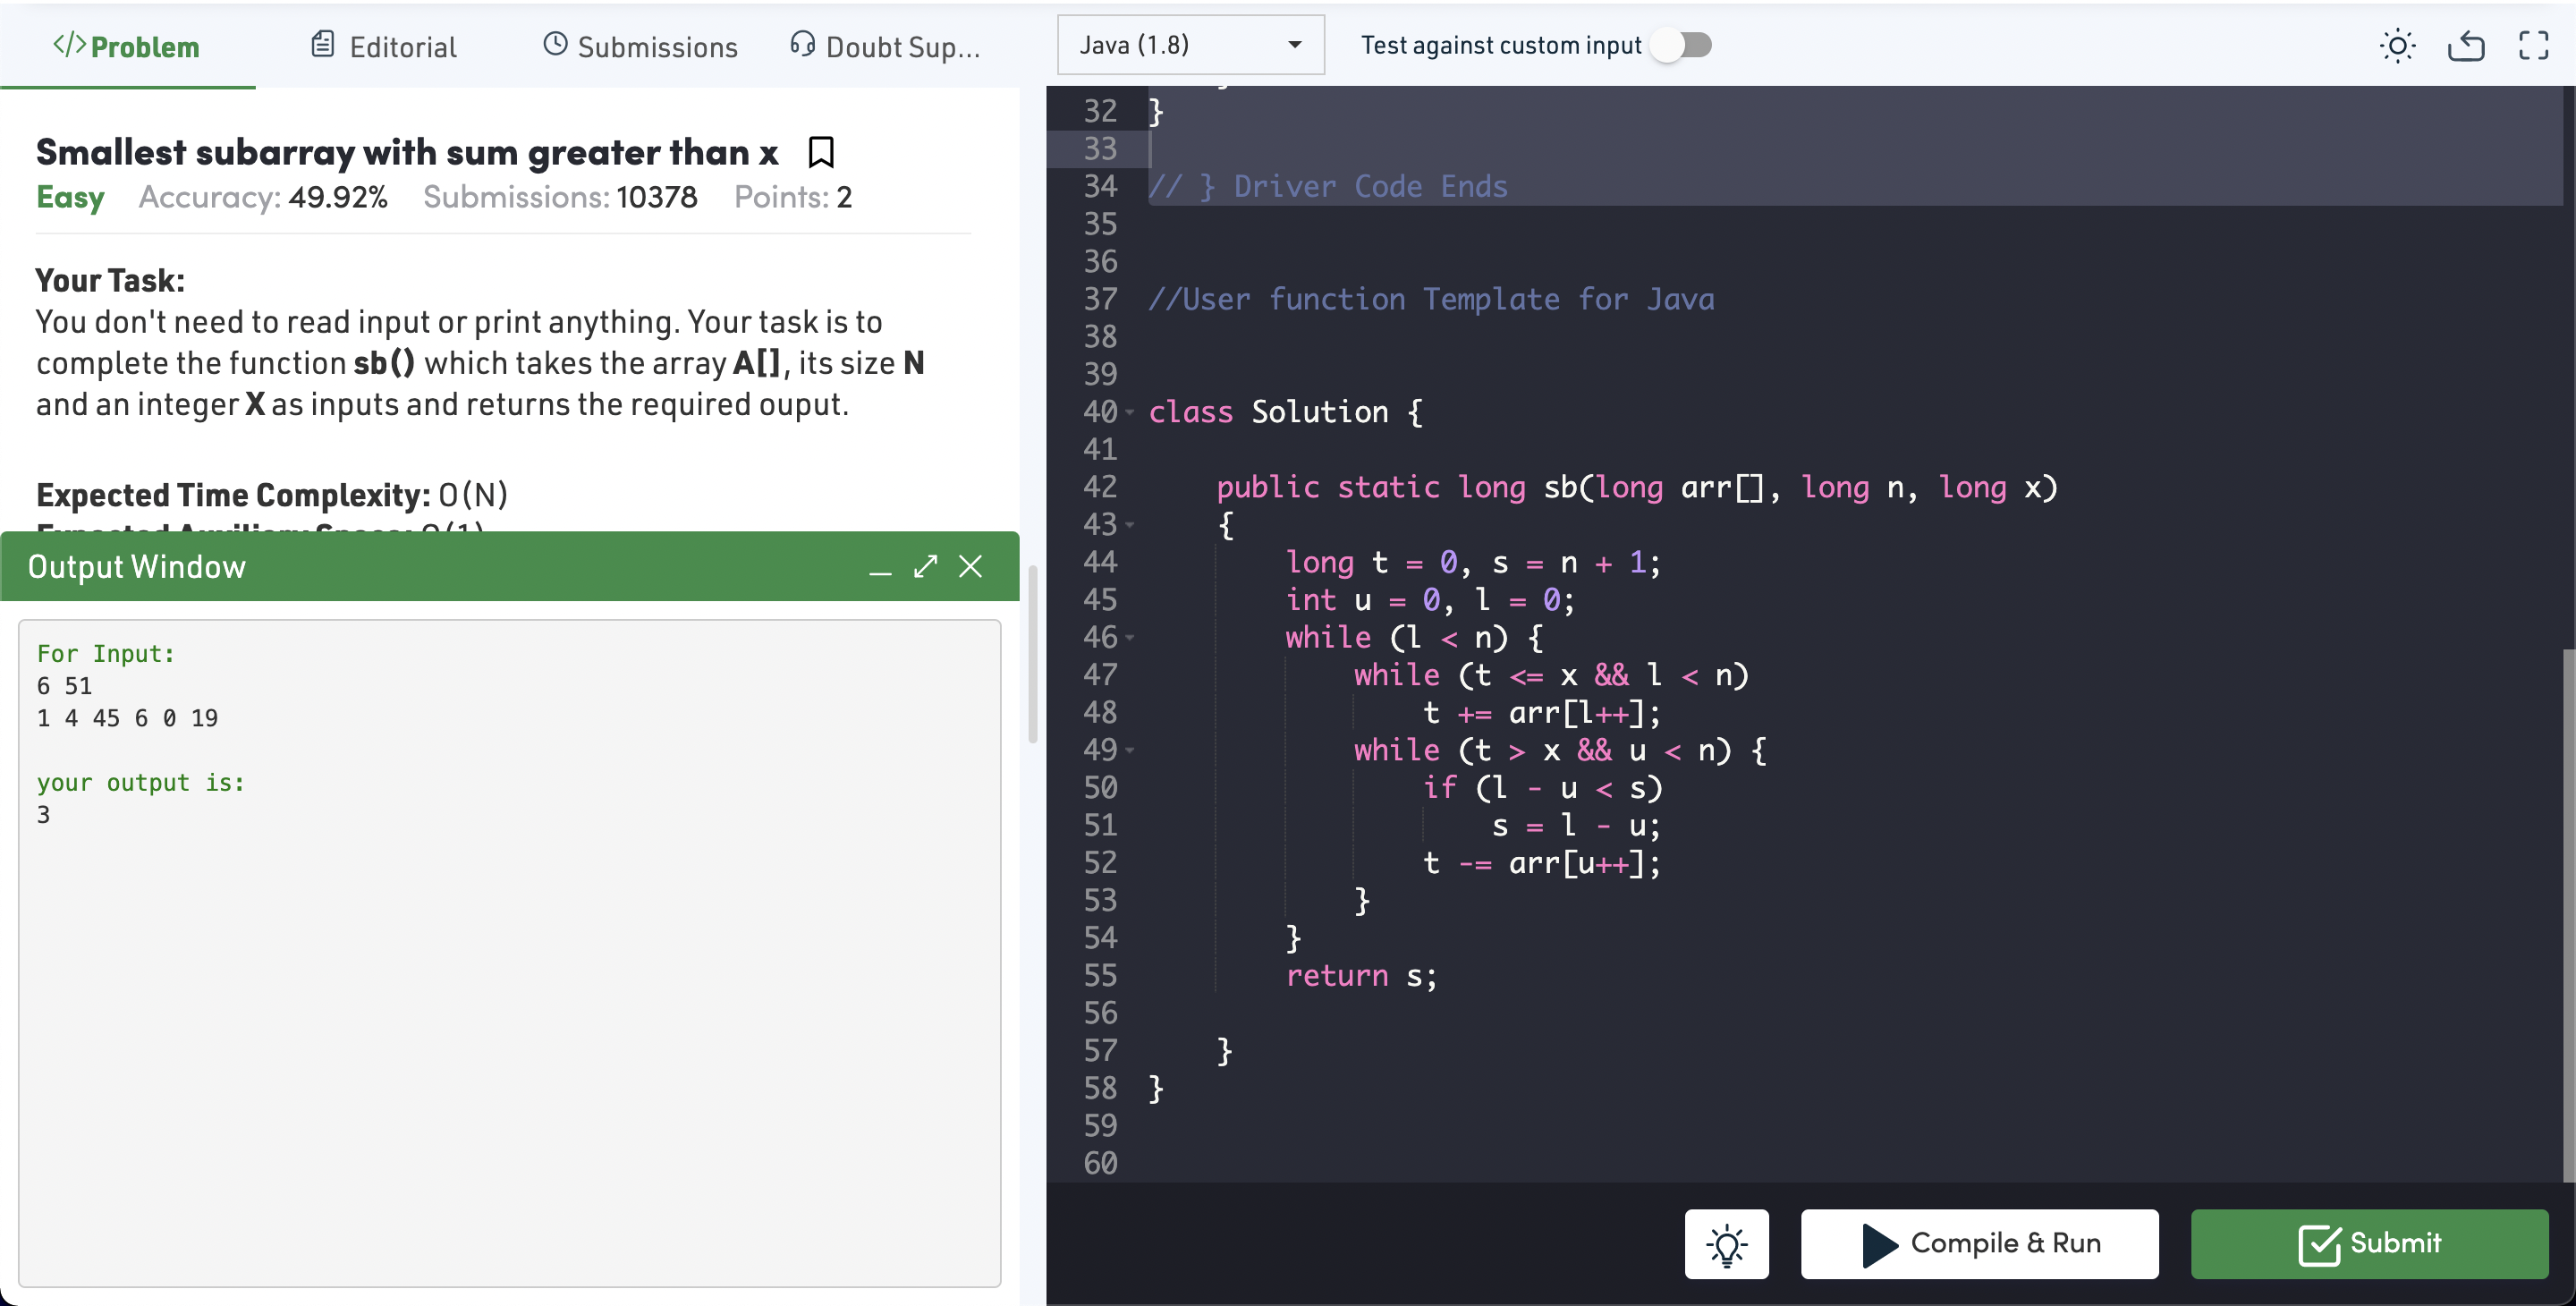 </>Problem
Editorial
Submissions
Doubt Sup...
Java (1.8)
Test against custom input
Smallest subarray with sum greater than x
Easy Accuracy: 49.92% Submissions: 10378 Points: 2
Your Task:
You don't need to read input or print anything. Your task is to
complete the function sb() which takes the array A[], its size N
and an integer X as inputs and returns the required ouput.
Expected Time Complexity: O(N)
Expected Auxiliary Space: O(1)
Output Window
For Input:
6 51
1 4 45 6 0 19
your output is:
3
32 }
33
34 // } Driver Code Ends
35
36
37 //User function Template for Java
38
39
40 class Solution {
41
42     public static long sb(long arr[], long n, long x)
43     {
44         long t = 0, s = n + 1;
45         int u = 0, l = 0;
46         while (l < n) {
47             while (t <= x && l < n)
48                 t += arr[l++];
49             while (t > x && u < n) {
50                 if (l - u < s)
51                     s = l - u;
52                 t -= arr[u++];
53             }
54         }
55         return s;
56
57     }
58 }
59
60
Compile & Run
Submit